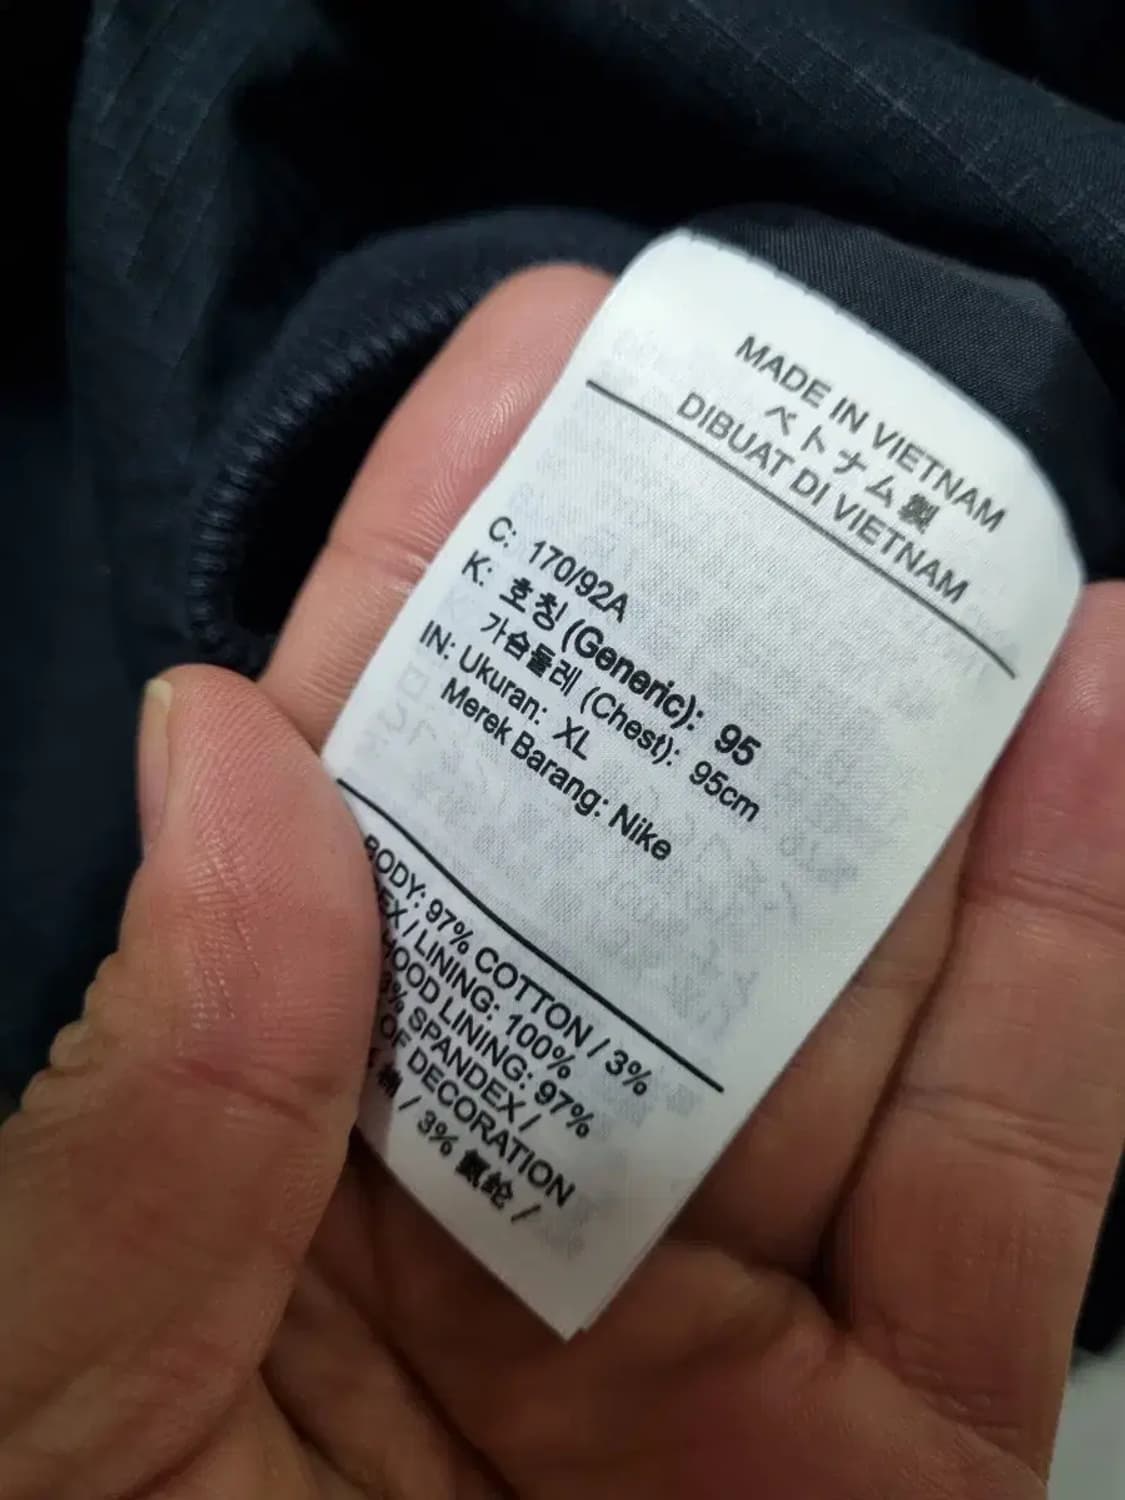 MADE IN VIETNAM
ベトナム製
DIBUAT DI VIETNAM
C: 170/92A
K: 호칭 (Generic): 95
가슴둘레 (Chest): 95cm
IN: Ukuran: XL
Merek Barang: Nike
BODY: 97% COTTON / 3%
/ LINING: 100%
HOOD LINING: 97%
3% SPANDEX /
OF DECORATION
棉 / 3% 氨纶 /